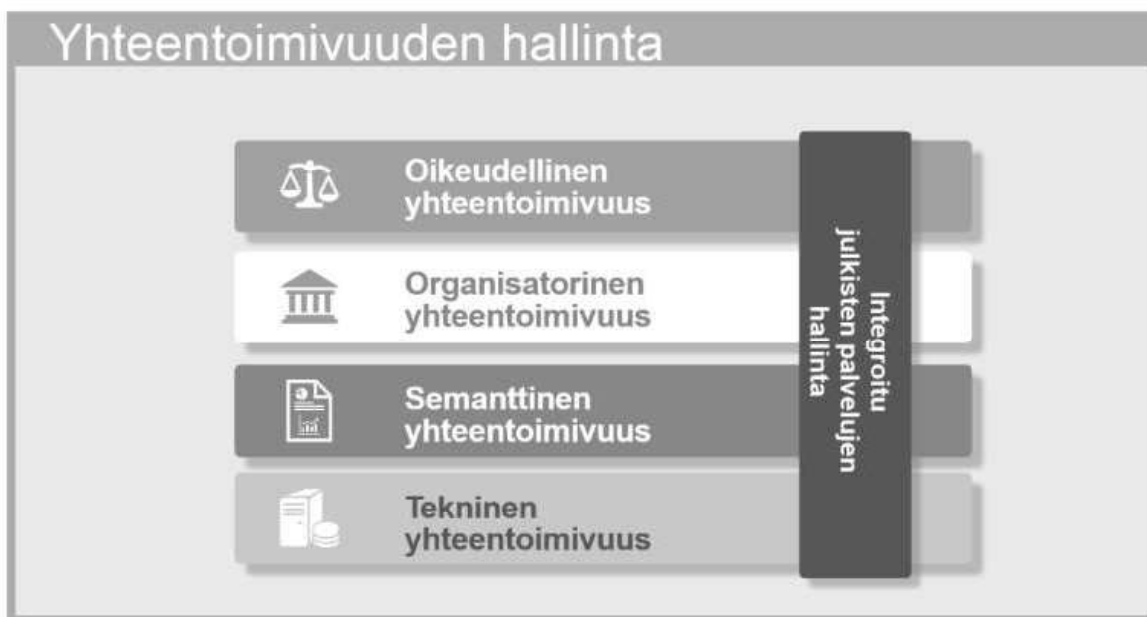 Yhteentoimivuuden hallinta
Oikeudellinen
yhteentoimivuus
Organisatorinen
yhteentoimivuus
Semanttinen
yhteentoimivuus
Tekninen
yhteentoimivuus
Integroitu
julkisten palvelujen
hallinta